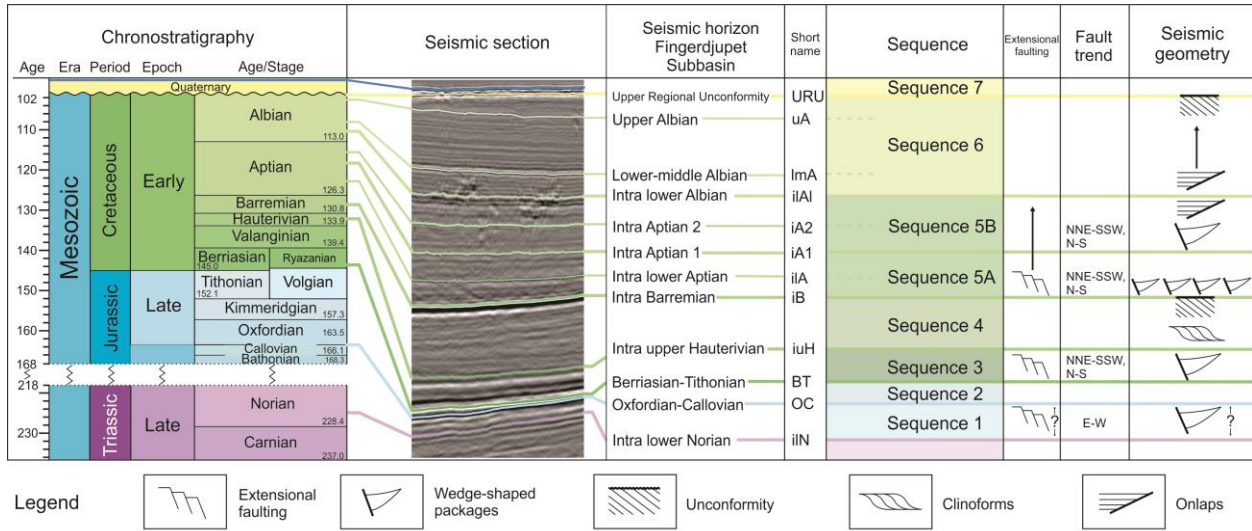 Chronostratigraphy
Age Era Period Epoch Age/Stage
Seismic section
Seismic horizon
Fingerdjupet
Subbasin
Short
name
Sequence
Extensional
faulting
Fault
trend
Seismic
geometry
102
110
120
130
140
150
160
168
218
230
Mesozoic
Cretaceous
Jurassic
Triassic
Early
Late
Late
Quaternary
Albian
113.0
Aptian
126.3
Barremian
130.8
Hauterivian
133.9
Valanginian
139.4
Berriasian
145.0
Ryazanian
Tithonian
152.1
Volgian
Kimmeridgian
157.3
Oxfordian
163.5
Callovian
166.1
Bathonian
168.3
Norian
228.4
Carnian
237.0
Upper Regional Unconformity URU
Upper Albian uA
Lower-middle Albian lmA
Intra lower Albian ilAl
Intra Aptian 2 iA2
Intra Aptian 1 iA1
Intra lower Aptian ilA
Intra Barremian iB
Intra upper Hauterivian iuH
Berriasian-Tithonian BT
Oxfordian-Callovian OC
Intra lower Norian ilN
Sequence 7
Sequence 6
Sequence 5B
NNE-SSW,
N-S
Sequence 5A
NNE-SSW,
N-S
Sequence 4
Sequence 3
NNE-SSW,
N-S
Sequence 2
Sequence 1
?
E-W
?
Legend
Extensional
faulting
Wedge-shaped
packages
Unconformity
Clinoforms
Onlaps